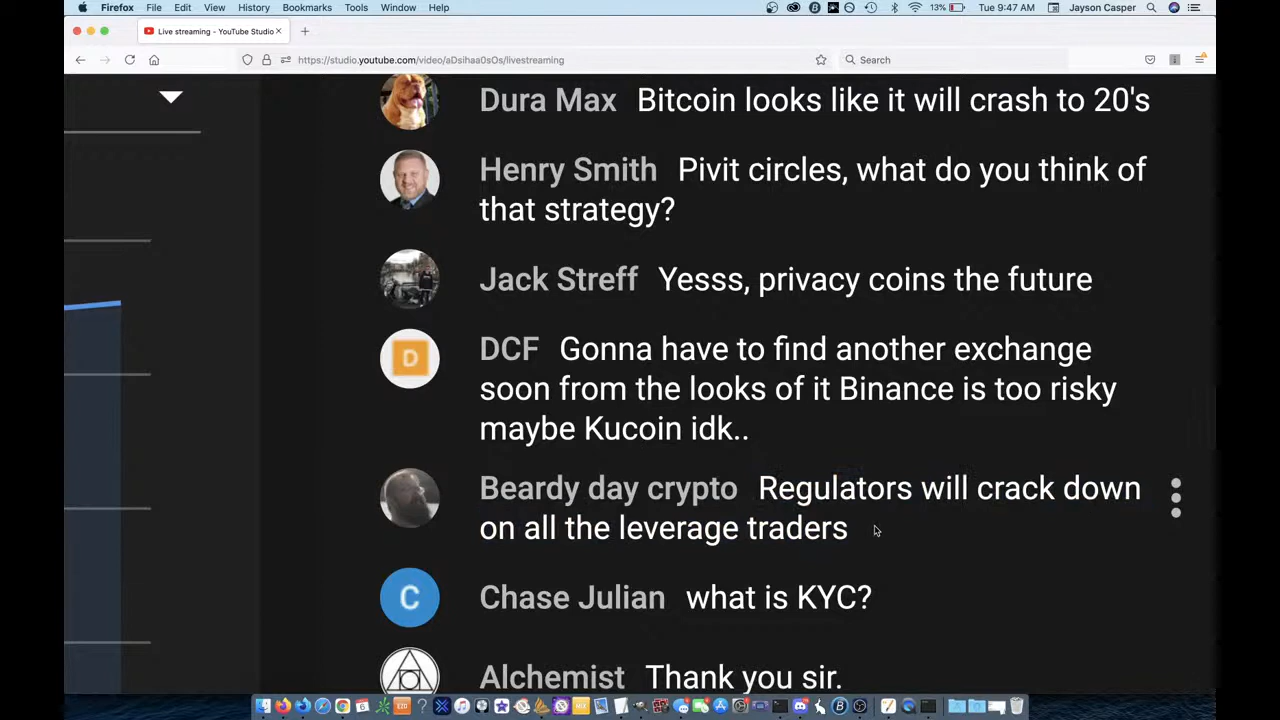 Firefox File Edit View History Bookmarks Tools Window Help 13% Tue 9:47 AM Jayson Casper
Live streaming - YouTube Studio
https://studio.youtube.com/video/aDsihaa0sOs/livestreaming Search
Dura Max Bitcoin looks like it will crash to 20's
Henry Smith Pivit circles, what do you think of
that strategy?
Jack Streff Yesss, privacy coins the future
D
DCF Gonna have to find another exchange
soon from the looks of it Binance is too risky
maybe Kucoin idk..
Beardy day crypto Regulators will crack down
on all the leverage traders
C
Chase Julian what is KYC?
Alchemist Thank you sir.